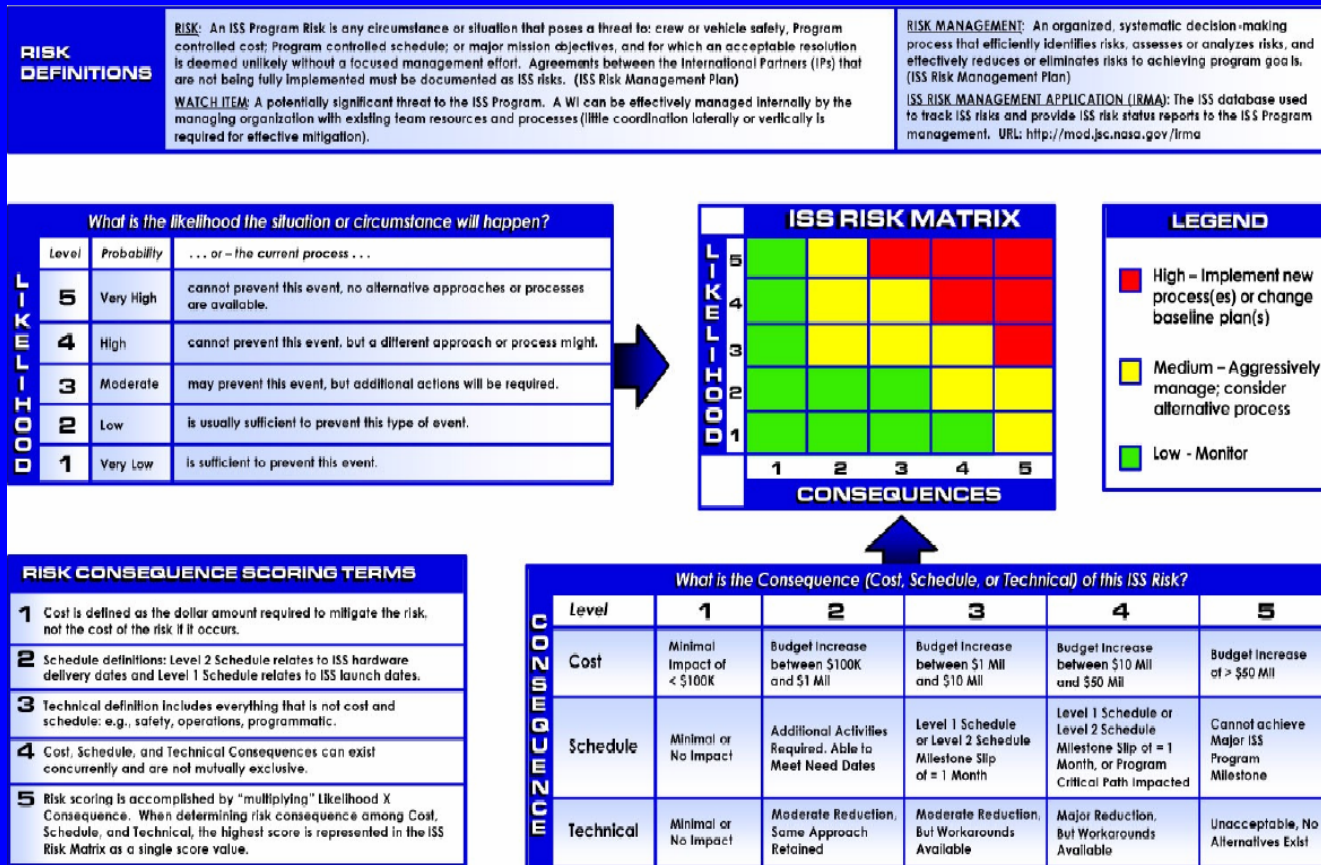 RISK
DEFINITIONS
RISK: An ISS Program Risk is any circumstance or situation that poses a threat to: crew or vehicle safety, Program
controlled cost; Program controlled schedule; or major mission objectives, and for which an acceptable resolution
is deemed unlikely without a focused management effort. Agreements between the International Partners (IPs) that
are not being fully implemented must be documented as ISS risks. (ISS Risk Management Plan)
WATCH ITEM: A potentially significant threat to the ISS Program. A WI can be effectively managed internally by the
managing organization with existing team resources and processes (little coordination laterally or vertically is
required for effective mitigation).
RISK MANAGEMENT: An organized, systematic decision-making
process that efficiently identifies risks, assesses or analyzes risks, and
effectively reduces or eliminates risks to achieving program goals.
(ISS Risk Management Plan)
ISS RISK MANAGEMENT APPLICATION (IRMA): The ISS database used
to track ISS risks and provide ISS risk status reports to the ISS Program
management. URL: http://mod.jsc.nasa.gov/irma
What is the likelihood the situation or circumstance will happen?
LIKELIHOOD
Level Probability ... or – the current process ...
5 Very High cannot prevent this event, no alternative approaches or processes
are available.
4 High cannot prevent this event, but a different approach or process might.
3 Moderate may prevent this event, but additional actions will be required.
2 Low is usually sufficient to prevent this type of event.
1 Very Low is sufficient to prevent this event.
ISS RISK MATRIX
LIKELIHOOD
5
4
3
2
1
1 2 3 4 5
CONSEQUENCES
LEGEND
High – Implement new
process(es) or change
baseline plan(s)
Medium – Aggressively
manage; consider
alternative process
Low - Monitor
RISK CONSEQUENCE SCORING TERMS
1 Cost is defined as the dollar amount required to mitigate the risk,
not the cost of the risk if it occurs.
2 Schedule definitions: Level 2 Schedule relates to ISS hardware
delivery dates and Level 1 Schedule relates to ISS launch dates.
3 Technical definition includes everything that is not cost and
schedule: e.g., safety, operations, programmatic.
4 Cost, Schedule, and Technical Consequences can exist
concurrently and are not mutually exclusive.
5 Risk scoring is accomplished by "multiplying" Likelihood X
Consequence. When determining risk consequence among Cost,
Schedule, and Technical, the highest score is represented in the ISS
Risk Matrix as a single score value.
What is the Consequence (Cost, Schedule, or Technical) of this ISS Risk?
CONSEQUENCE
Level 1 2 3 4 5
Cost
Minimal
Impact of
< $100K
Budget Increase
between $100K
and $1 Mil
Budget Increase
between $1 Mil
and $10 Mil
Budget Increase
between $10 Mil
and $50 Mil
Budget Increase
of > $50 Mil
Schedule
Minimal or
No Impact
Additional Activities
Required. Able to
Meet Need Dates
Level 1 Schedule
or Level 2 Schedule
Milestone Slip
of = 1 Month
Level 1 Schedule or
Level 2 Schedule
Milestone Slip of = 1
Month, or Program
Critical Path Impacted
Cannot achieve
Major ISS
Program
Milestone
Technical
Minimal or
No Impact
Moderate Reduction,
Same Approach
Retained
Moderate Reduction,
But Workarounds
Available
Major Reduction,
But Workarounds
Available
Unacceptable, No
Alternatives Exist